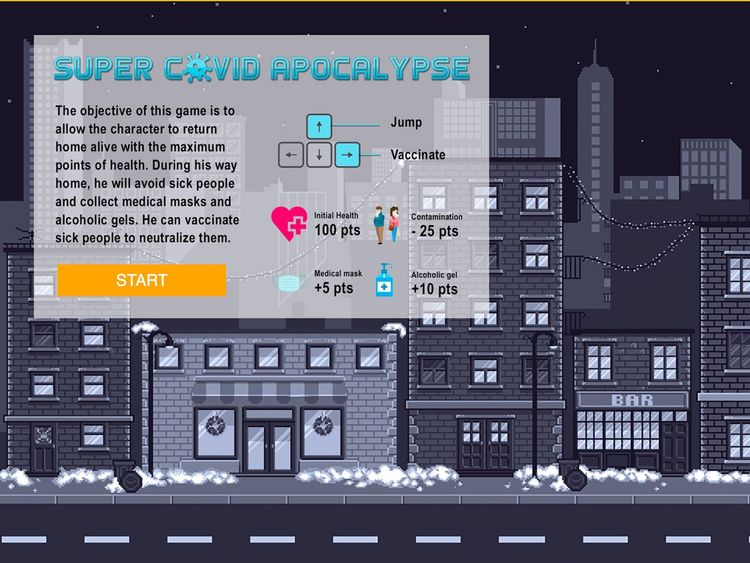 SUPER COVID APOCALYPSE
The objective of this game is to
allow the character to return
home alive with the maximum
points of health. During his way
home, he will avoid sick people
and collect medical masks and
alcoholic gels. He can vaccinate
sick people to neutralize them.
START
↑ Jump
← ↓ → Vaccinate
Initial Health
100 pts
Contamination
- 25 pts
Medical mask
+5 pts
Alcoholic gel
+10 pts
BAR